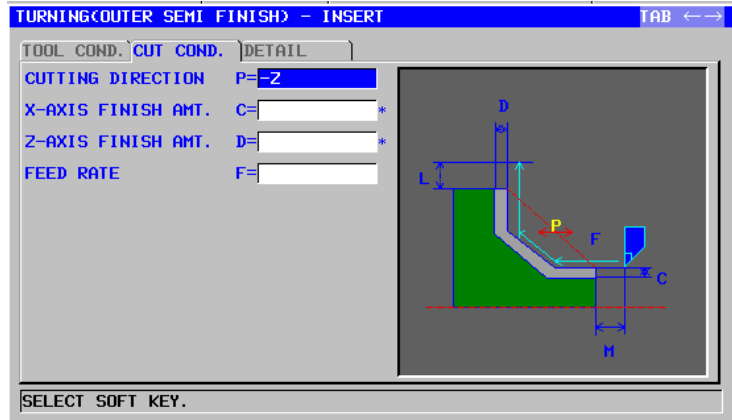 TURNING(OUTER SEMI FINISH) - INSERT TAB ←→
TOOL COND. CUT COND. DETAIL
CUTTING DIRECTION P=-Z
X-AXIS FINISH AMT. C= *
Z-AXIS FINISH AMT. D= *
FEED RATE F=
D
L
P
F
C
M
SELECT SOFT KEY.